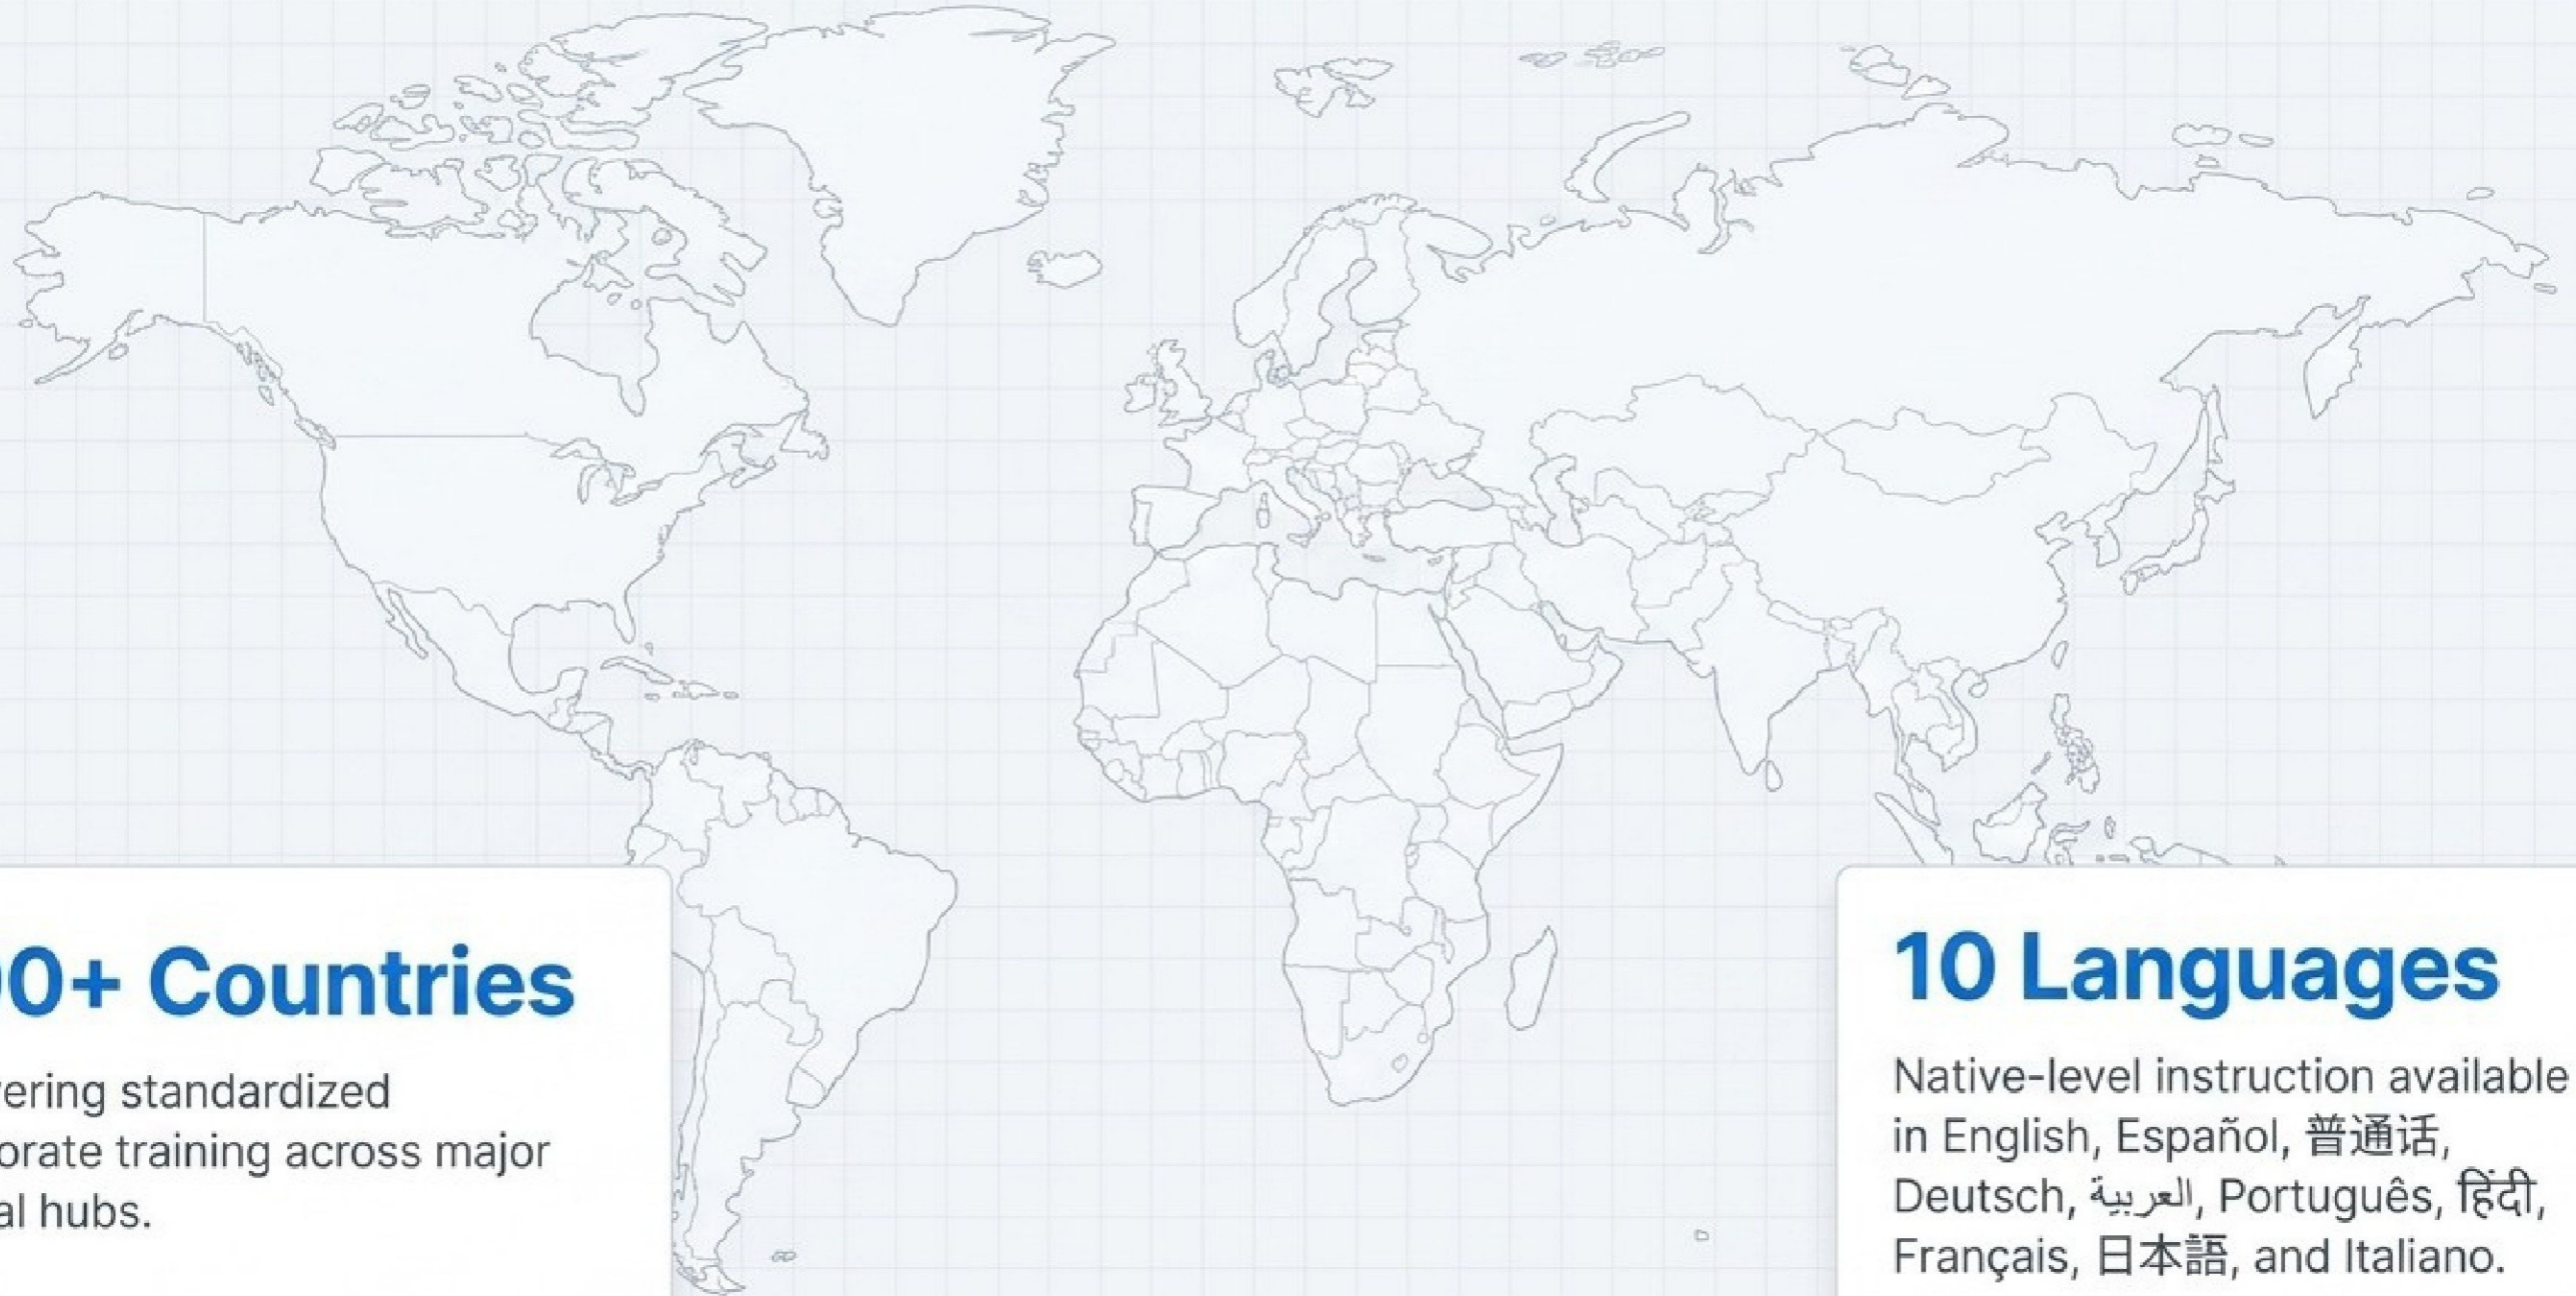 0+ Countries
ering standardized
orate training across major
al hubs.
10 Languages
Native-level instruction available
in English, Español, 普通话,
Deutsch, العربية, Português, हिंदी,
Français, 日本語, and Italiano.